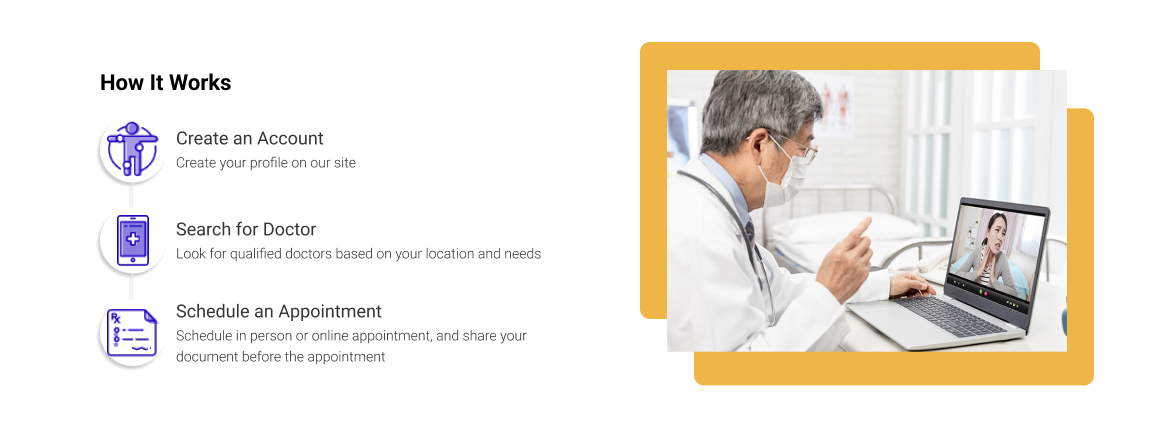 How It Works
Create an Account
Create your profile on our site
Search for Doctor
Look for qualified doctors based on your location and needs
Schedule an Appointment
Schedule in person or online appointment, and share your
document before the appointment